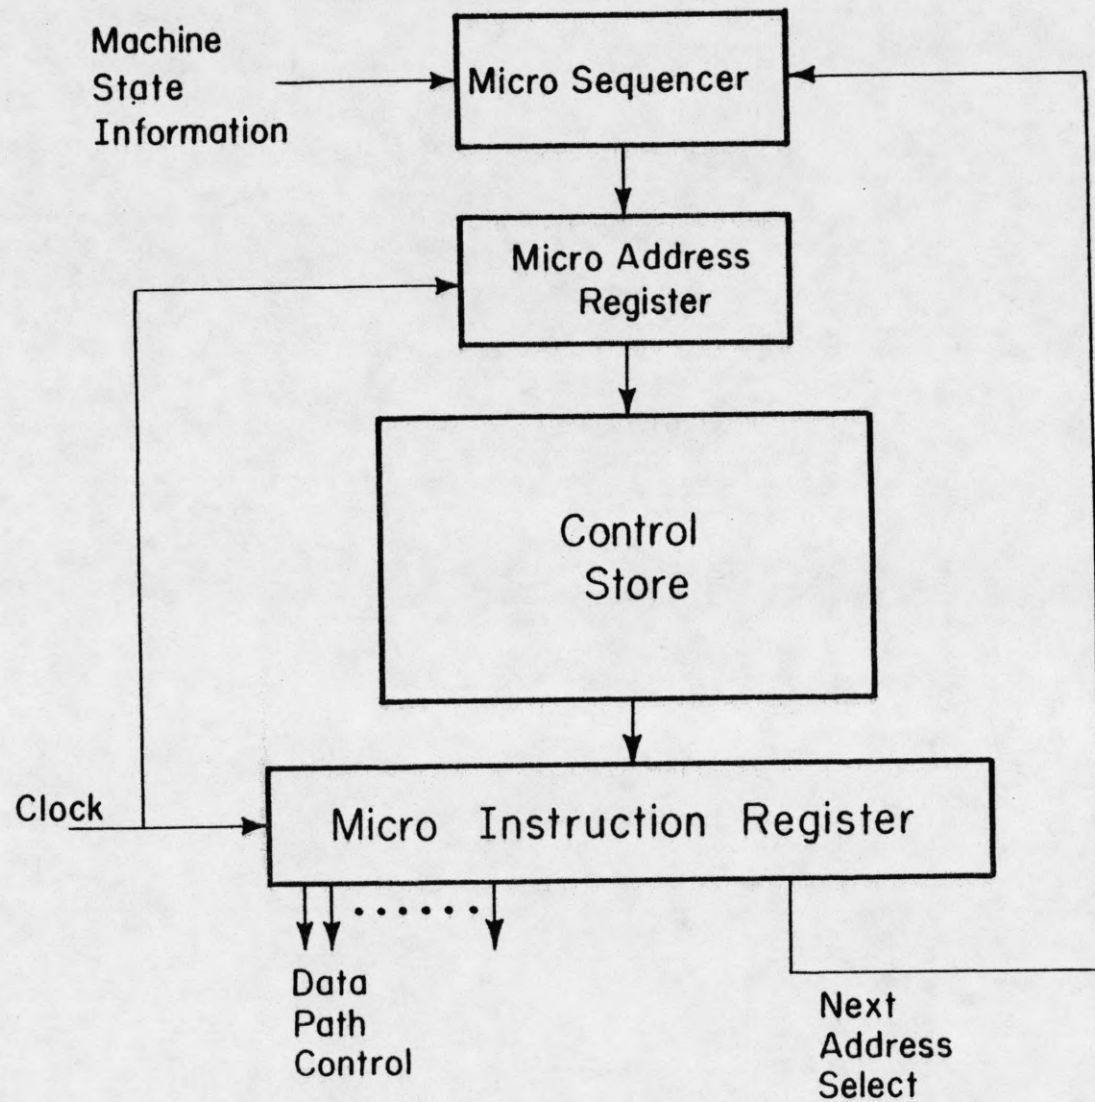 Machine
State
Information
Micro Sequencer
Micro Address
Register
Control
Store
Clock
Micro Instruction Register
Data
Path
Control
Next
Address
Select